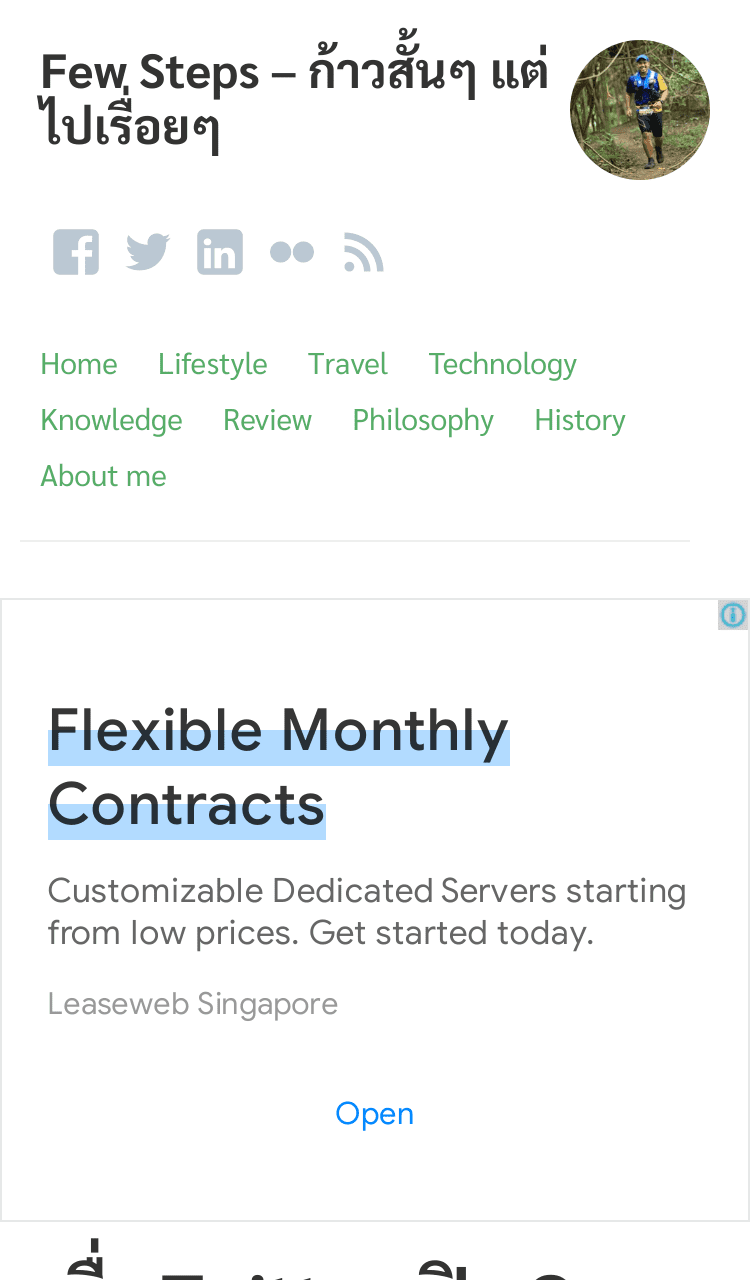 Few Steps – ก้าวสั้นๆ แต่
ไปเรื่อยๆ
Home Lifestyle Travel Technology
Knowledge Review Philosophy History
About me
Flexible Monthly
Contracts
Customizable Dedicated Servers starting
from low prices. Get started today.
Leaseweb Singapore
Open